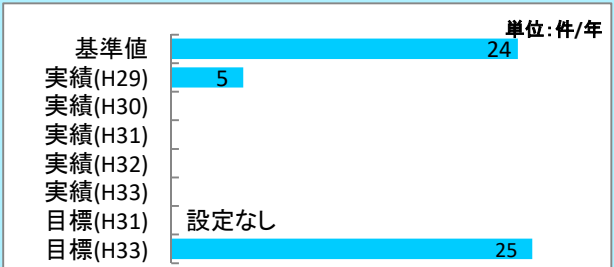 単位：件/年
基準値 24
実績(H29) 5
実績(H30)
実績(H31)
実績(H32)
実績(H33)
目標(H31) 設定なし
目標(H33) 25